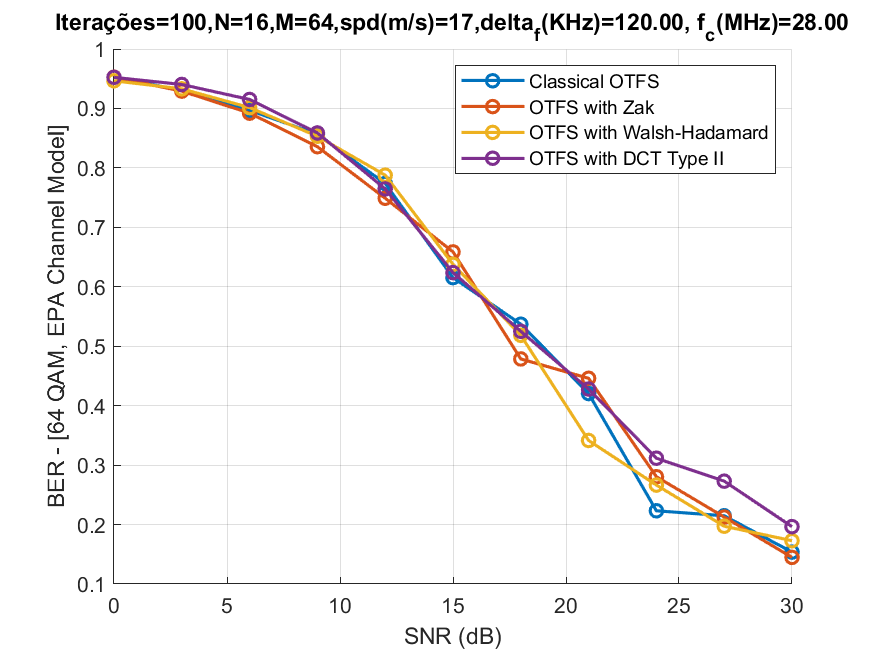 Iterações=100,N=16,M=64,spd(m/s)=17,delta_f(KHz)=120.00, f_c(MHz)=28.00
1
0.9
0.8
0.7
0.6
0.5
0.4
0.3
0.2
0.1
BER - [64 QAM, EPA Channel Model]
Classical OTFS
OTFS with Zak
OTFS with Walsh-Hadamard
OTFS with DCT Type II
0 5 10 15 20 25 30
SNR (dB)